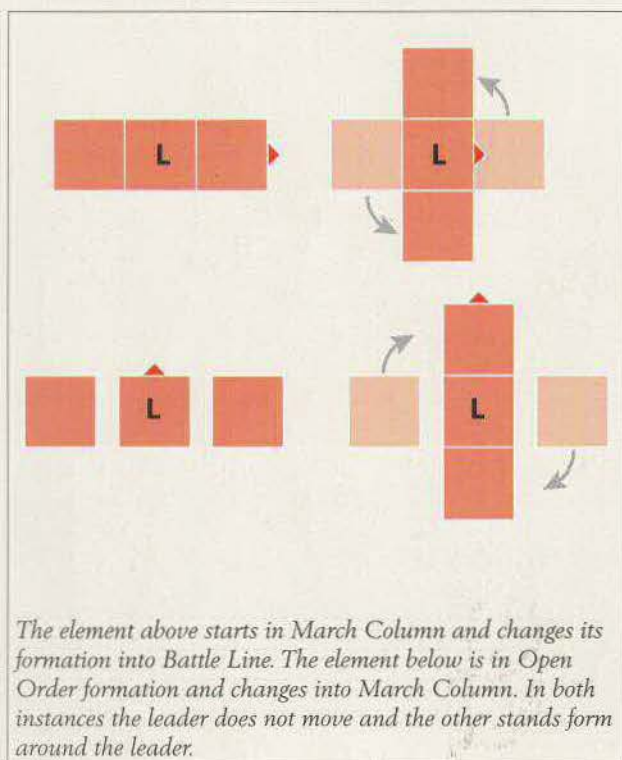 L
L
L
L
The element above starts in March Column and changes its
formation into Battle Line. The element below is in Open
Order formation and changes into March Column. In both
instances the leader does not move and the other stands form
around the leader.